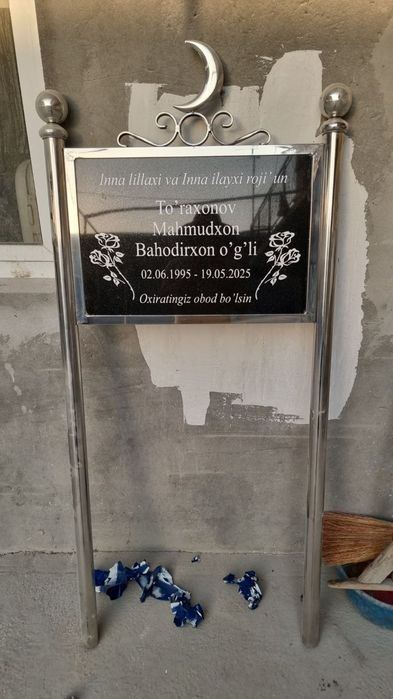 Inna lillaxi va Inna ilayxi roji'un
To'raxonov
Mahmudxon
Bahodirxon o'g'li
02.06.1995 - 19.05.2025
Oxiratingiz obod bo'lsin